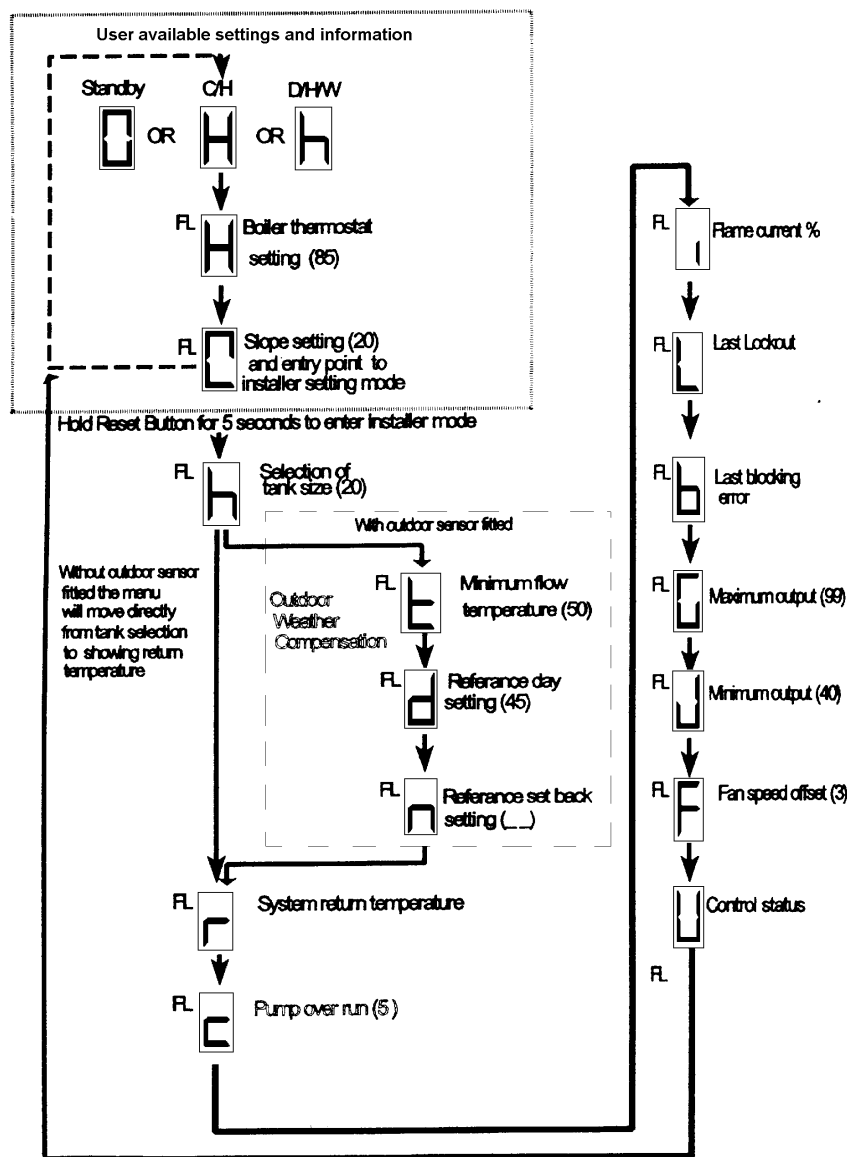 User available settings and information
Standby
C/H
D/H/W
0 OR H OR h
FL H Boiler thermostat
setting (85)
FL C Slope setting (20)
and entry point to
installer setting mode
Hold Reset Button for 5 seconds to enter Installer mode
FL h Selection of
tank size (20)
With outdoor sensor fitted
Without outdoor sensor
fitted the menu
will move directly
from tank selection
to showing return
temperature
Outdoor
Weather
Compensation
FL t Minimum flow
temperature (50)
FL d Referance day
setting (45)
FL n Referance set back
setting (_ _)
FL r System return temperature
FL c Pump over run (5 )
FL i Flame current %
FL L Last Lockout
FL b Last blocking
error
FL C Maximum output (99)
FL U Minimum output (40)
FL F Fan speed offset (3)
U Control status
FL